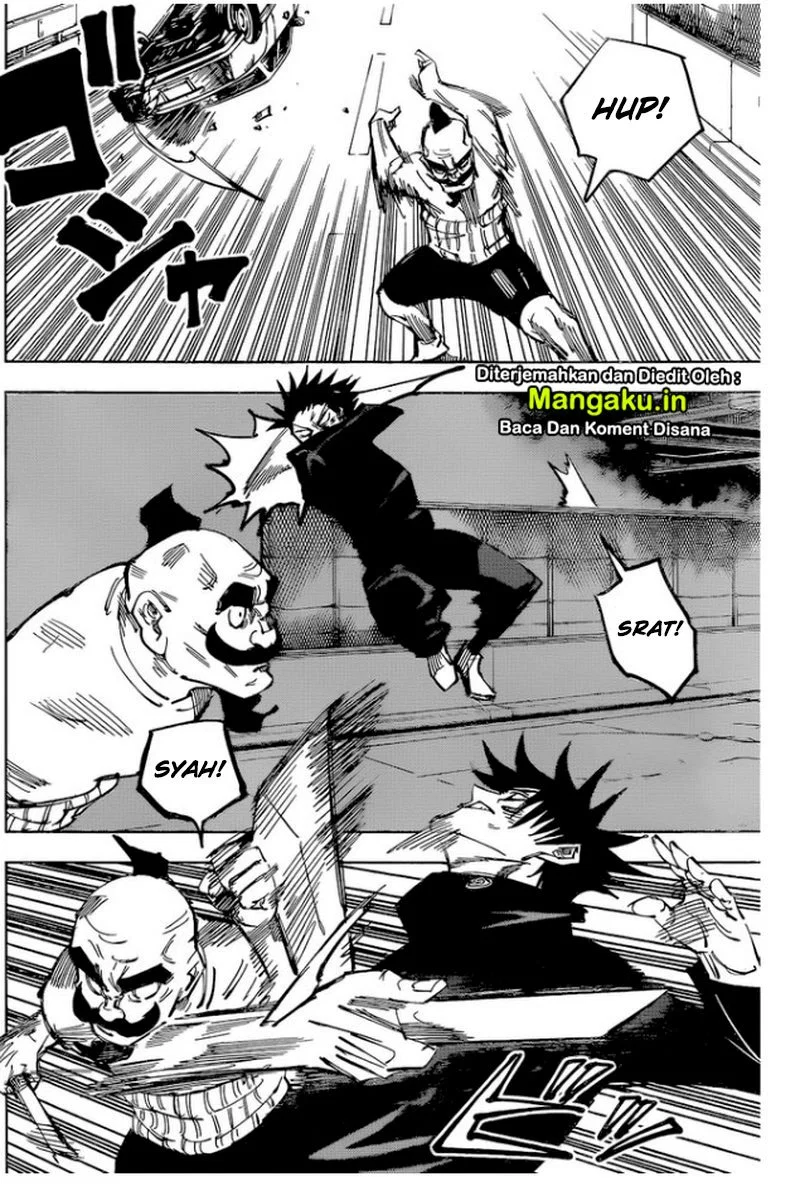 HUP!
ゴシャ
Diterjemahkan dan Diedit Oleh :
Mangaku.in
Baca Dan Koment Disana
SRAT!
SYAH!